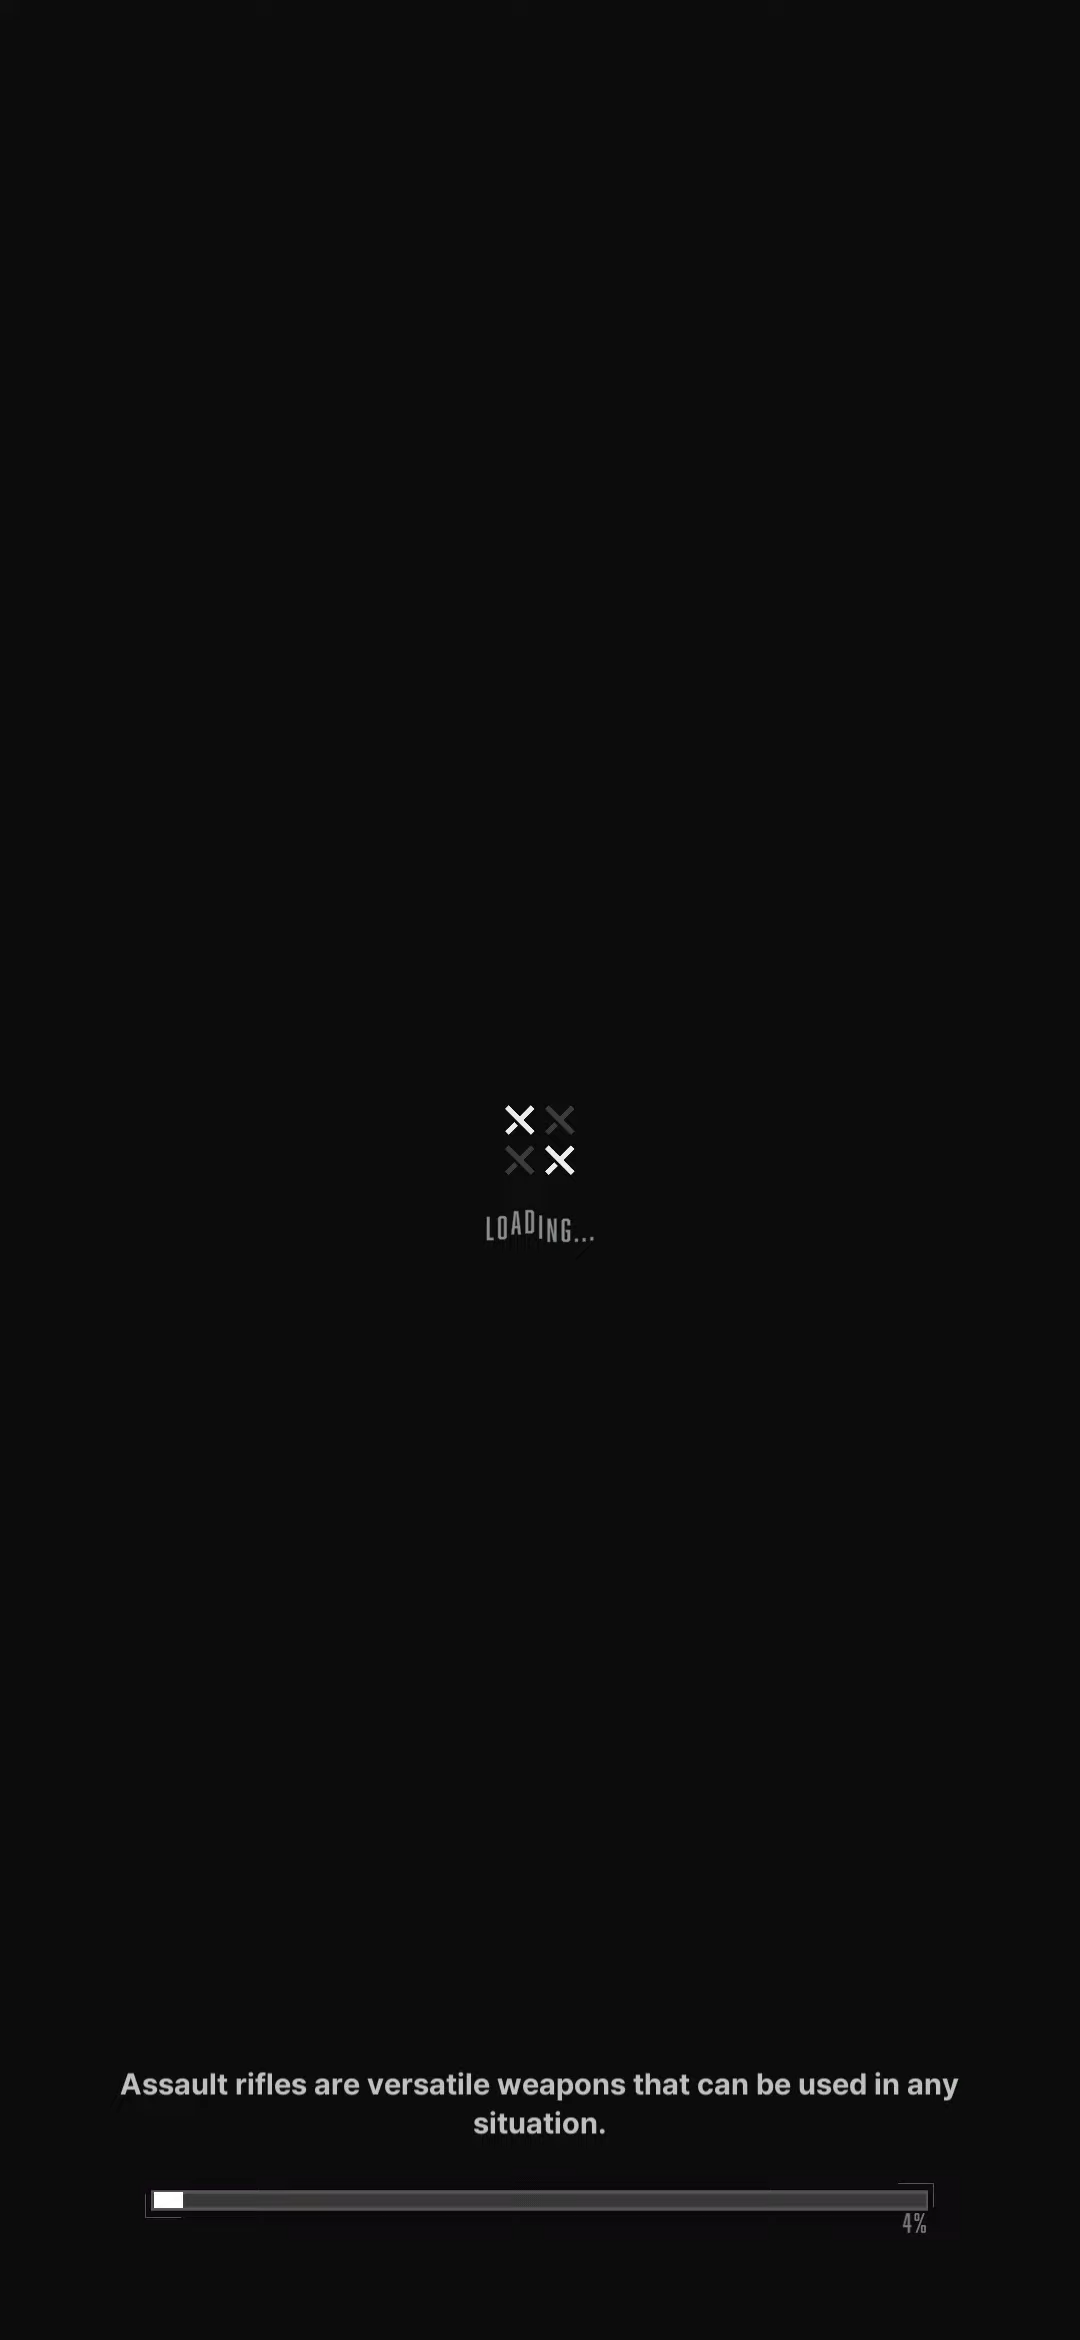 LOADING...
Assault rifles are versatile weapons that can be used in any
situation.
4%